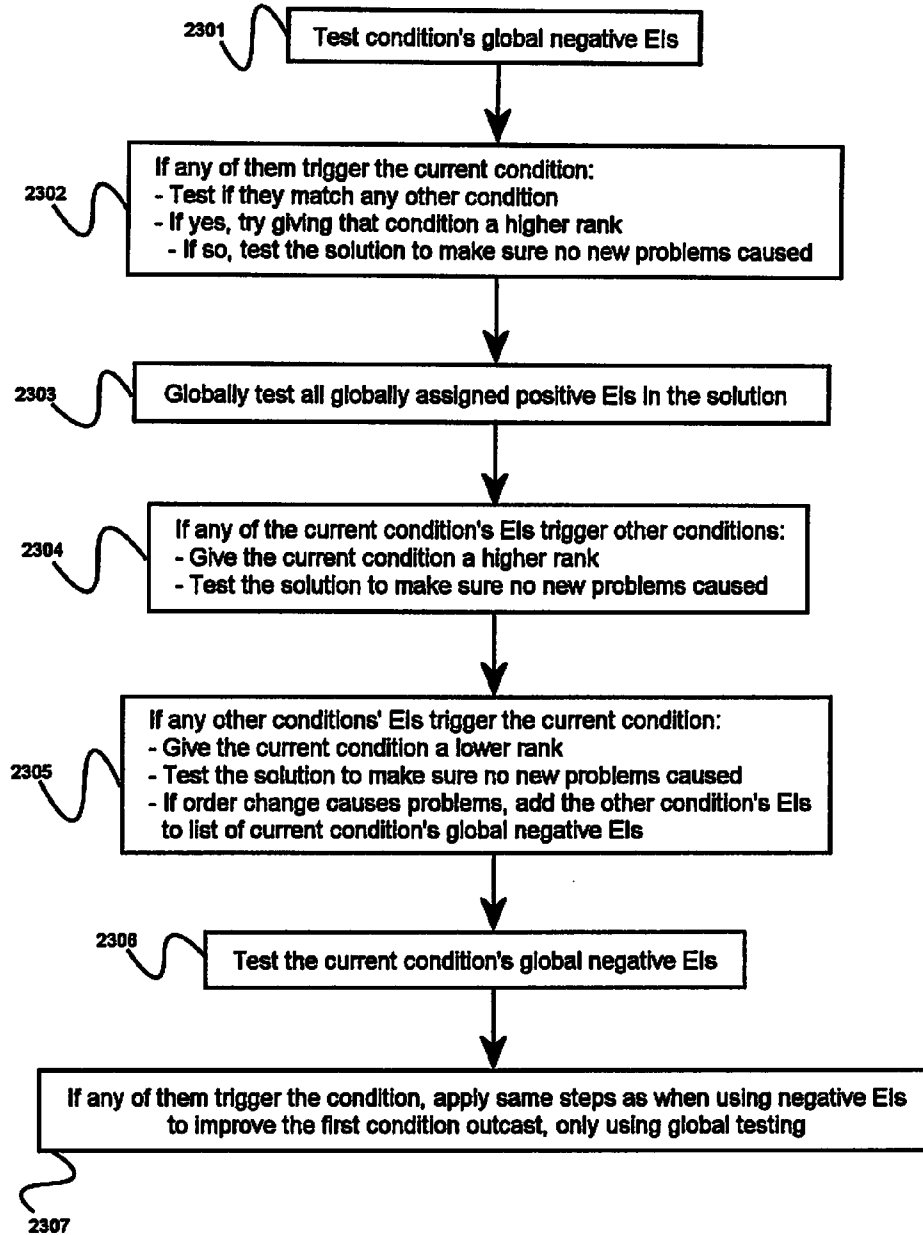 2301
Test condition's global negative EIs
2302
If any of them trigger the current condition:
- Test if they match any other condition
- If yes, try giving that condition a higher rank
- If so, test the solution to make sure no new problems caused
2303
Globally test all globally assigned positive EIs in the solution
2304
If any of the current condition's EIs trigger other conditions:
- Give the current condition a higher rank
- Test the solution to make sure no new problems caused
2305
If any other conditions' EIs trigger the current condition:
- Give the current condition a lower rank
- Test the solution to make sure no new problems caused
- If order change causes problems, add the other condition's EIs
to list of current condition's global negative EIs
2306
Test the current condition's global negative EIs
If any of them trigger the condition, apply same steps as when using negative EIs
to improve the first condition outcast, only using global testing
2307